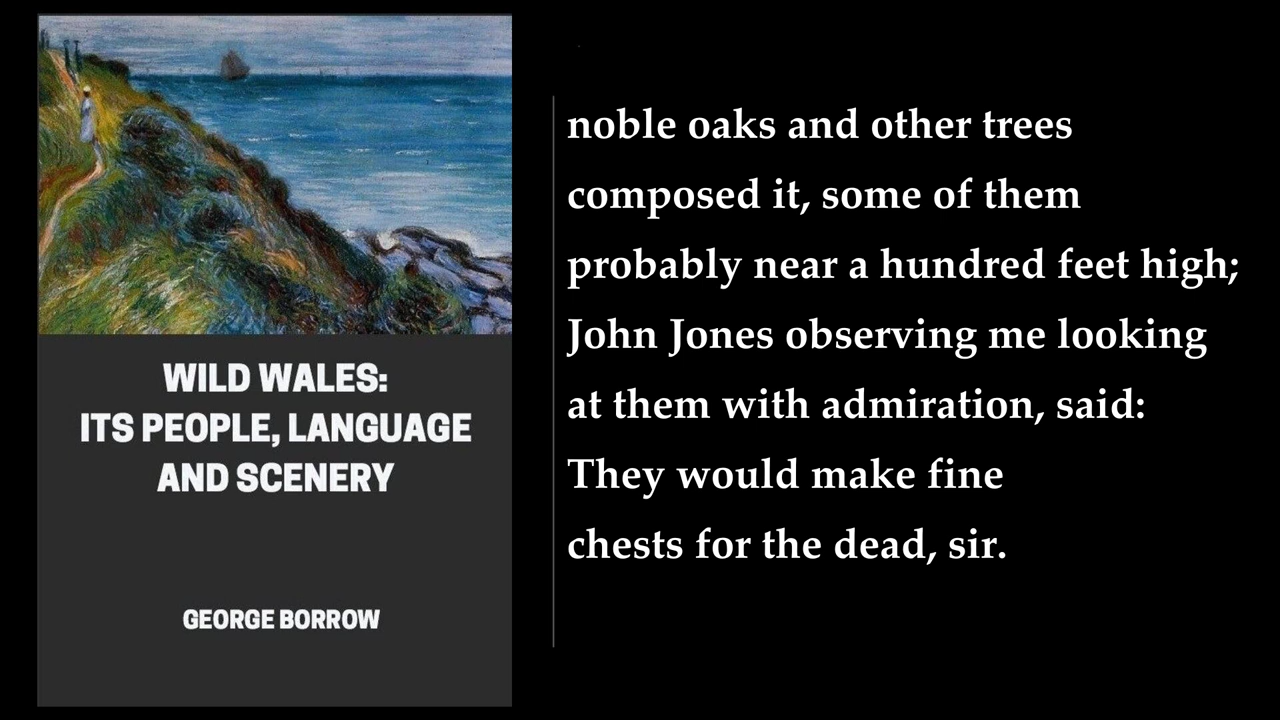 WILD WALES:
ITS PEOPLE, LANGUAGE
AND SCENERY
GEORGE BORROW
noble oaks and other trees
composed it, some of them
probably near a hundred feet high;
John Jones observing me looking
at them with admiration, said:
They would make fine
chests for the dead, sir.